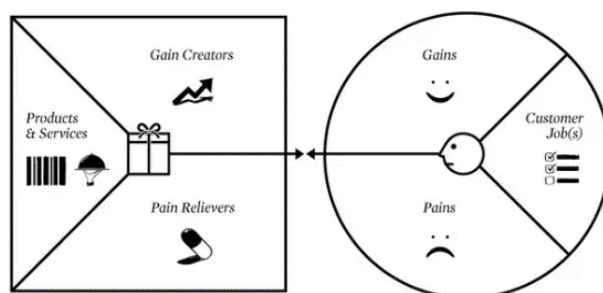 Gain Creators
Products
& Services
Pain Relievers
Gains
Customer
Job(s)
Pains